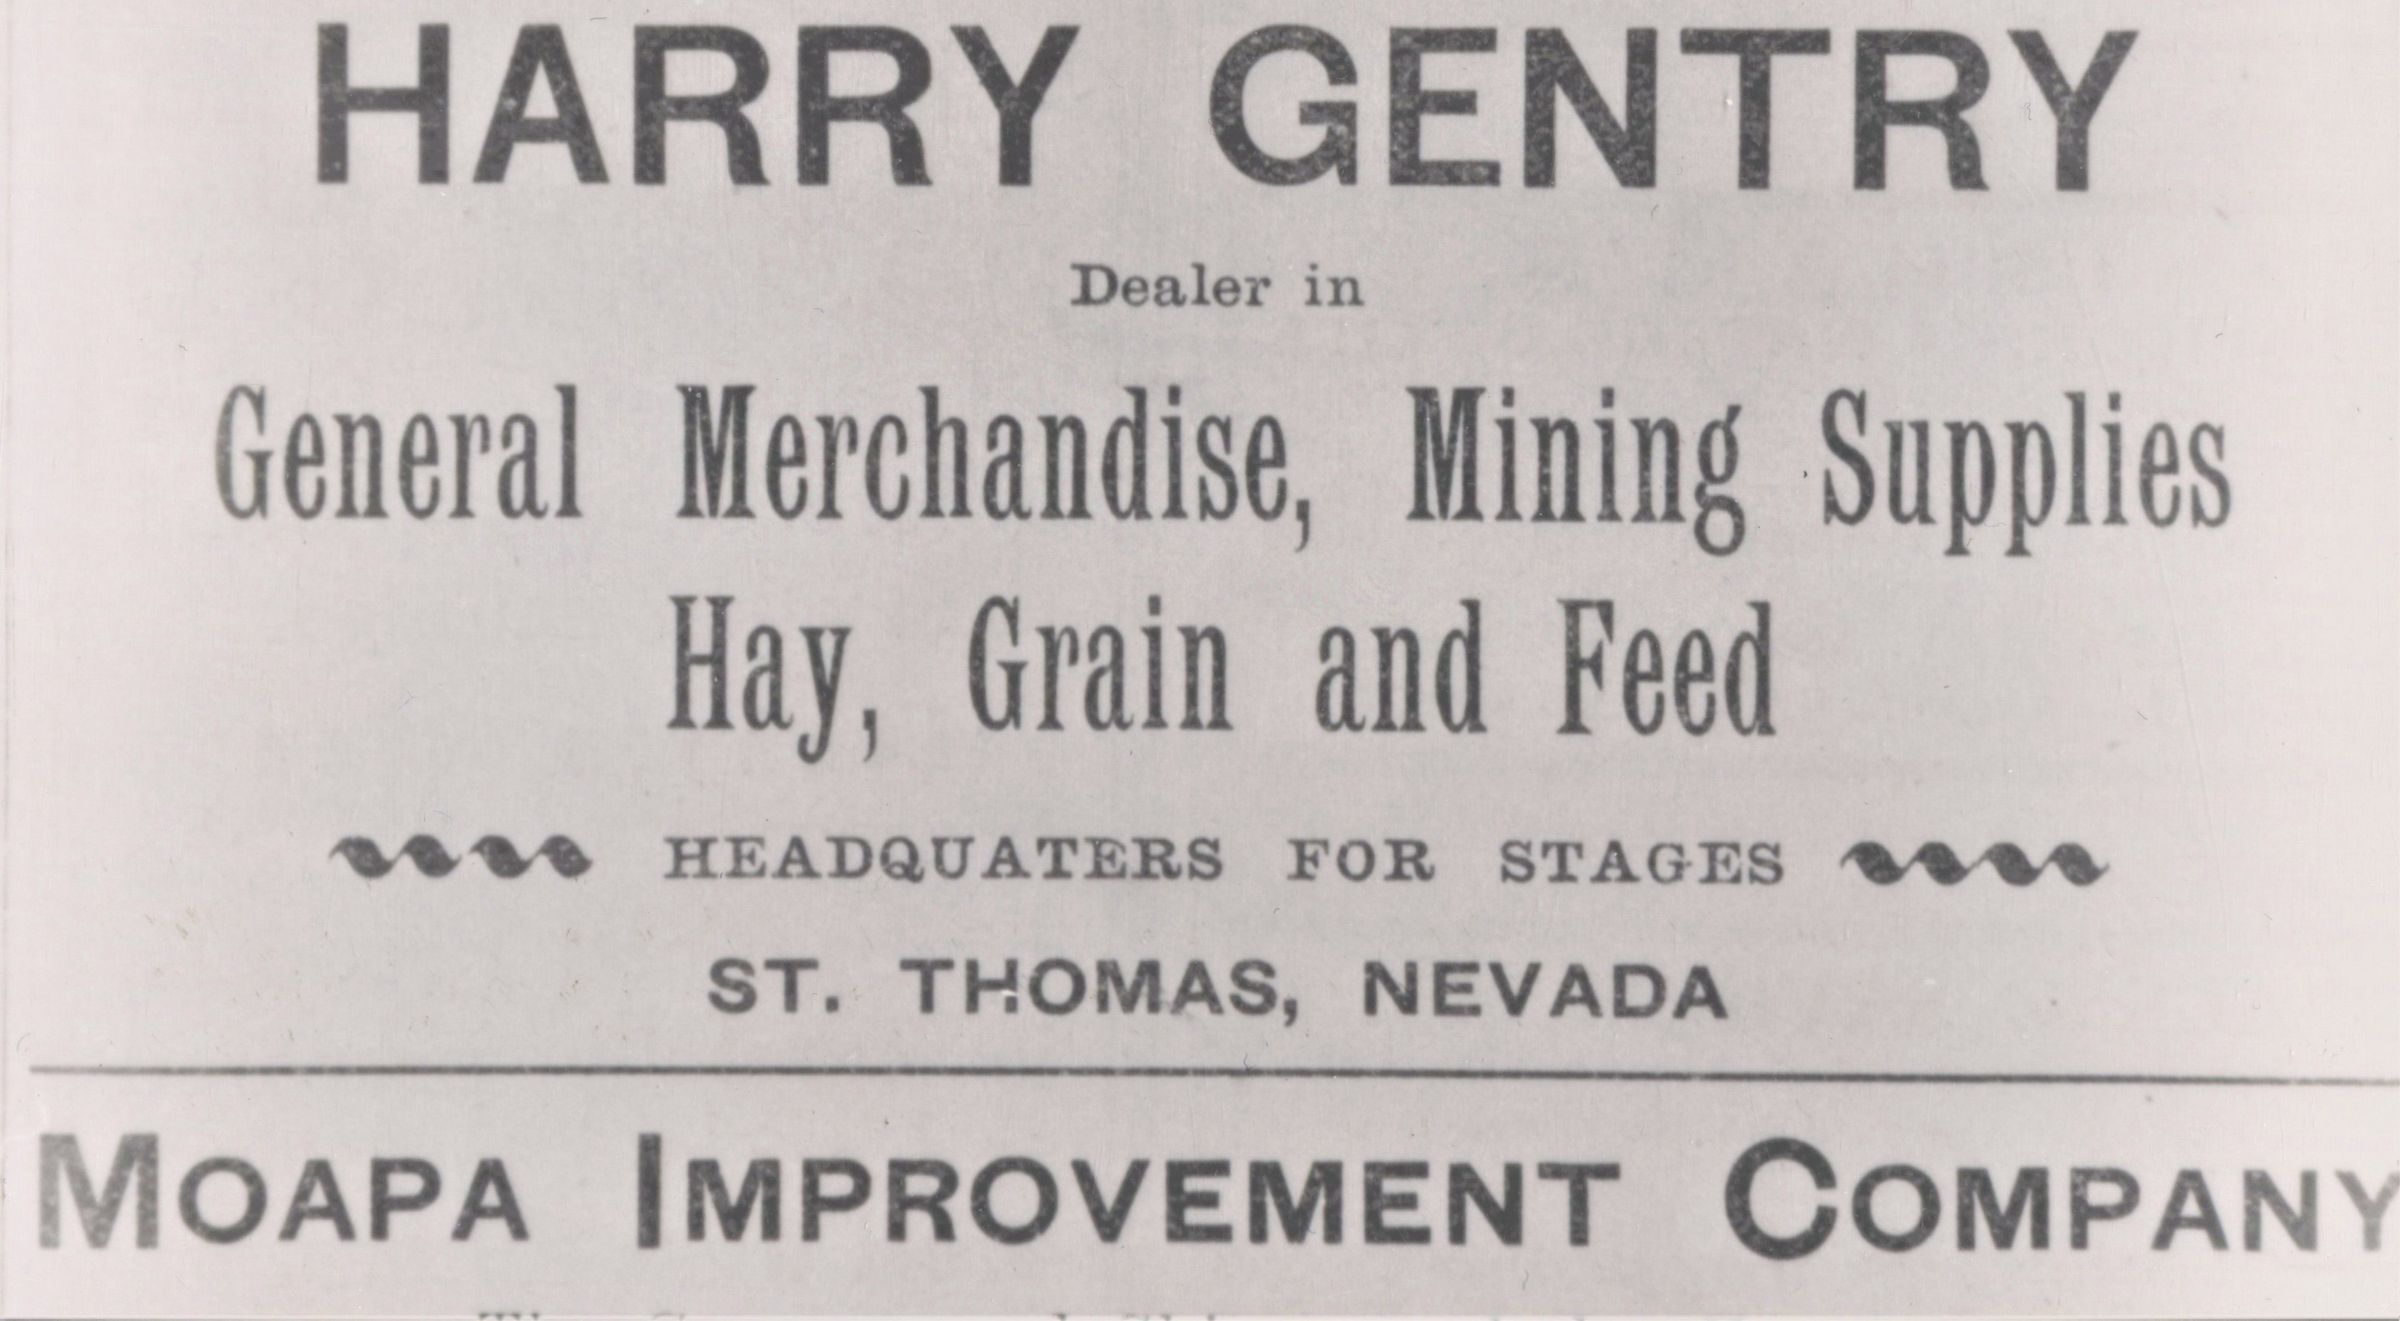 HARRY GENTRY
Dealer in
General Merchandise, Mining Supplies
Hay, Grain and Feed
HEADQUATERS FOR STAGES
ST. THOMAS, NEVADA
MOAPA IMPROVEMENT COMPANY